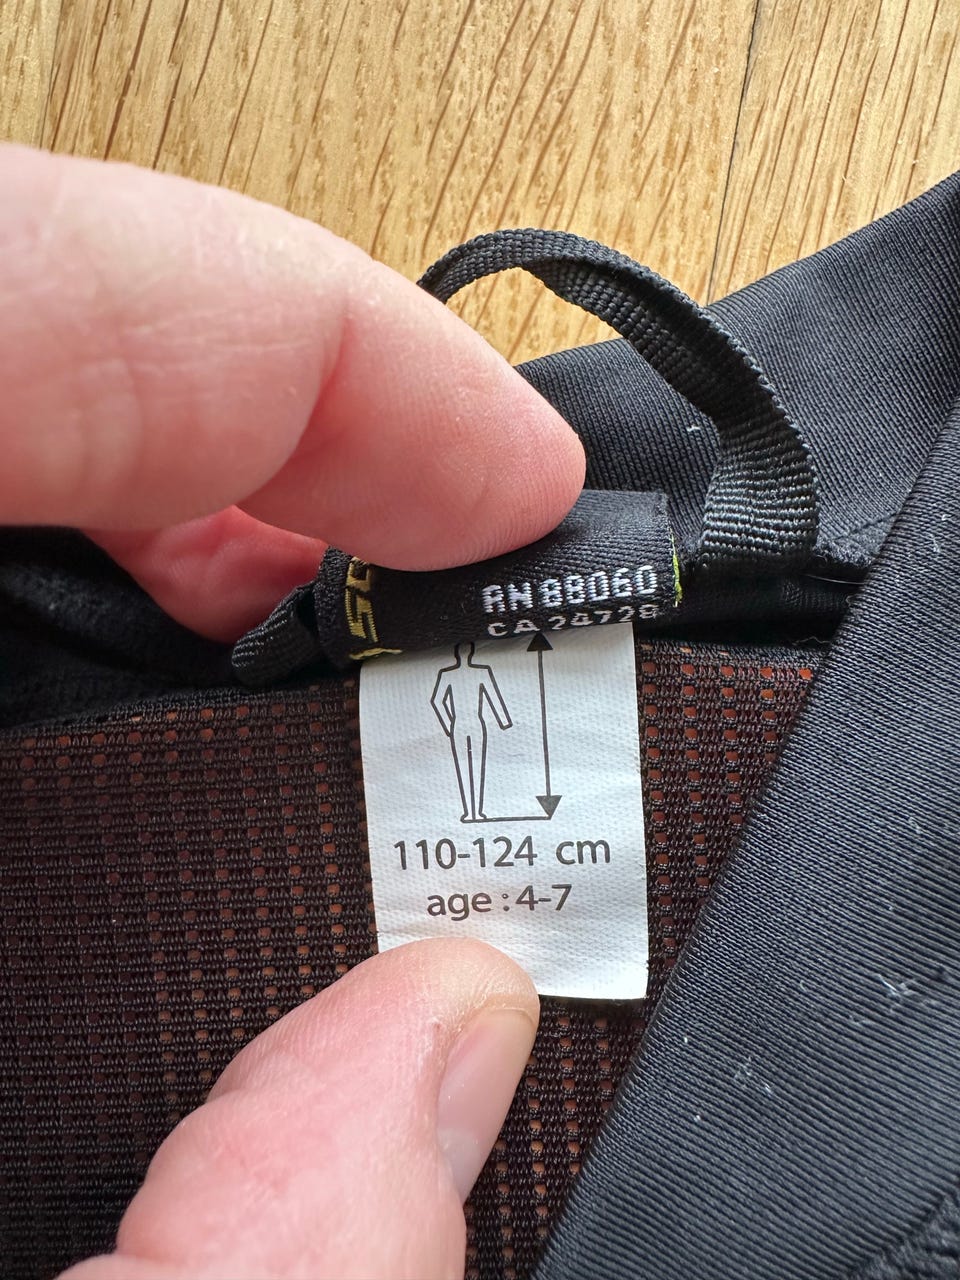 RN 88060
CA 24728
110-124 cm
age : 4-7